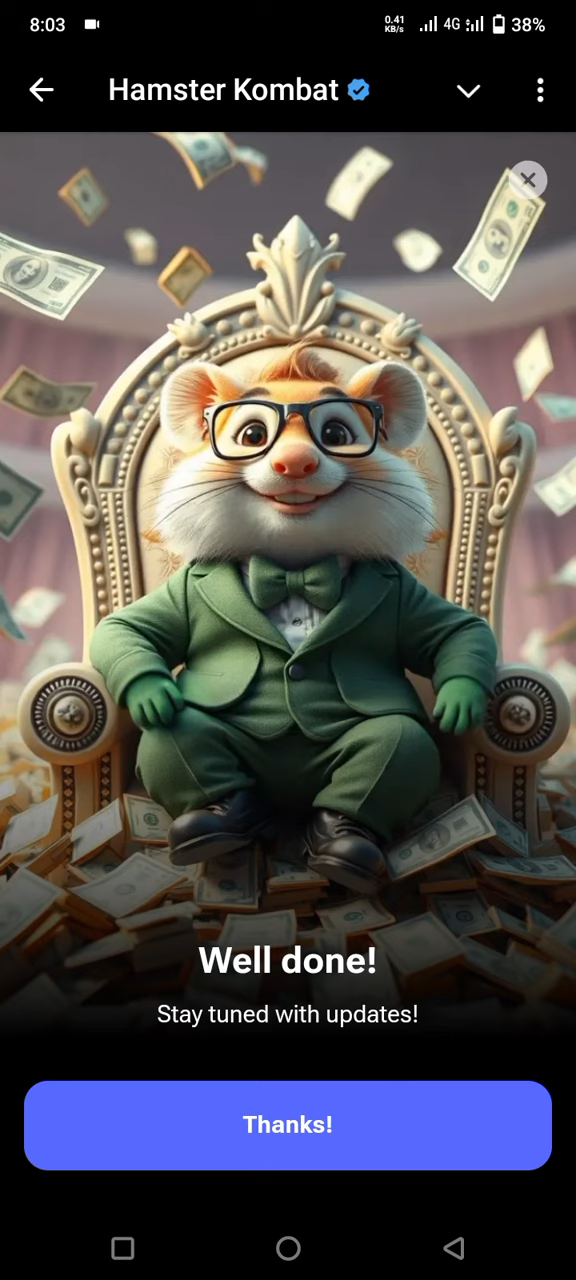 8:03
0.41
KB/s
4G
38%
Hamster Kombat
Well done!
Stay tuned with updates!
Thanks!